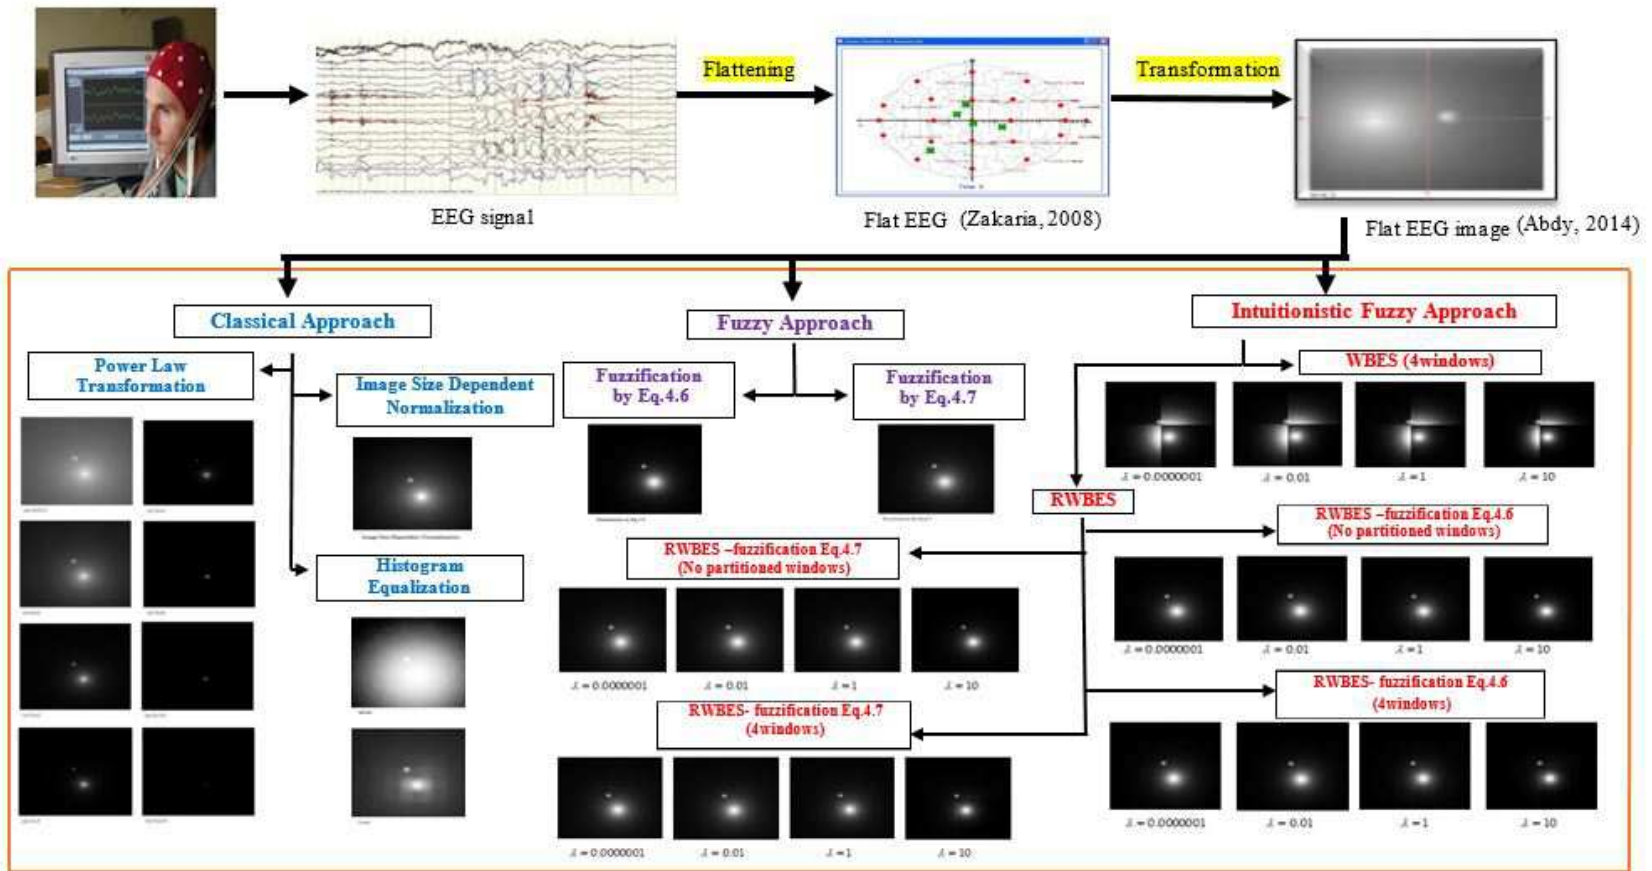 Flattening
Transformation
EEG signal
Flat EEG (Zakaria, 2008)
Flat EEG image (Abdy, 2014)
Classical Approach
Fuzzy Approach
Intuitionistic Fuzzy Approach
Power Law
Transformation
Image Size Dependent
Normalization
Histogram
Equalization
Fuzzification
by Eq.4.6
Fuzzification
by Eq.4.7
WBES (4windows)
λ = 0.0000001
λ = 0.01
λ = 1
λ = 10
RWBES
RWBES –fuzzification Eq.4.6
(No partitioned windows)
λ = 0.0000001
λ = 0.01
λ = 1
λ = 10
RWBES –fuzzification Eq.4.7
(No partitioned windows)
λ = 0.0000001
λ = 0.01
λ = 1
λ = 10
RWBES- fuzzification Eq.4.6
(4windows)
λ = 0.0000001
λ = 0.01
λ = 1
λ = 10
RWBES- fuzzification Eq.4.7
(4windows)
λ = 0.0000001
λ = 0.01
λ = 1
λ = 10